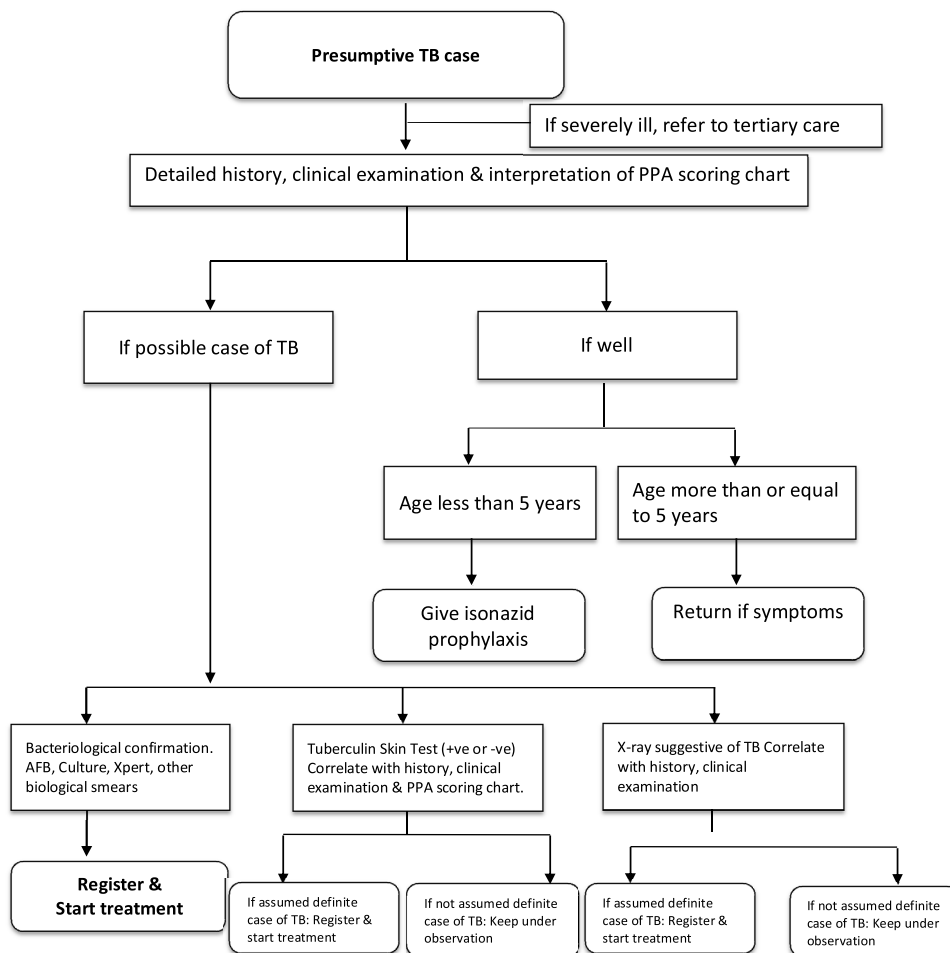 Presumptive TB case
If severely ill, refer to tertiary care
Detailed history, clinical examination & interpretation of PPA scoring chart
If possible case of TB
If well
Age less than 5 years
Age more than or equal
to 5 years
Give isonazid
prophylaxis
Return if symptoms
Bacteriological confirmation.
AFB, Culture, Xpert, other
biological smears
Tuberculin Skin Test (+ve or -ve)
Correlate with history, clinical
examination & PPA scoring chart.
X-ray suggestive of TB Correlate
with history, clinical
examination
Register &
Start treatment
If assumed definite
case of TB: Register &
start treatment
If not assumed definite
case of TB: Keep under
observation
If assumed definite
case of TB: Register &
start treatment
If not assumed definite
case of TB: Keep under
observation